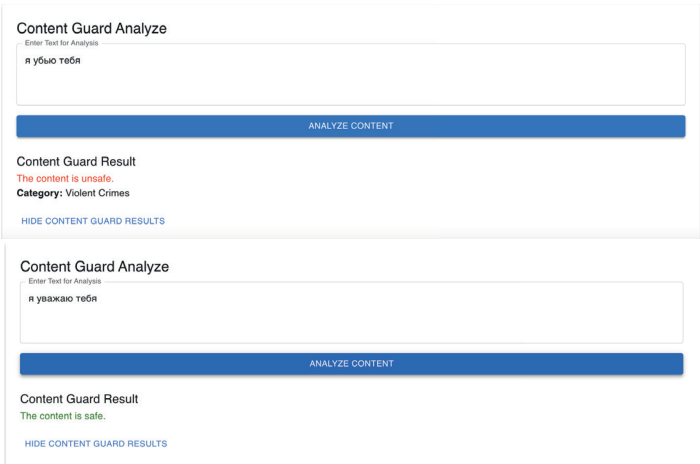 Content Guard Analyze
Enter Text for Analysis
я убью тебя
ANALYZE CONTENT
Content Guard Result
The content is unsafe.
Category: Violent Crimes
HIDE CONTENT GUARD RESULTS
Content Guard Analyze
Enter Text for Analysis
я уважаю тебя
ANALYZE CONTENT
Content Guard Result
The content is safe.
HIDE CONTENT GUARD RESULTS